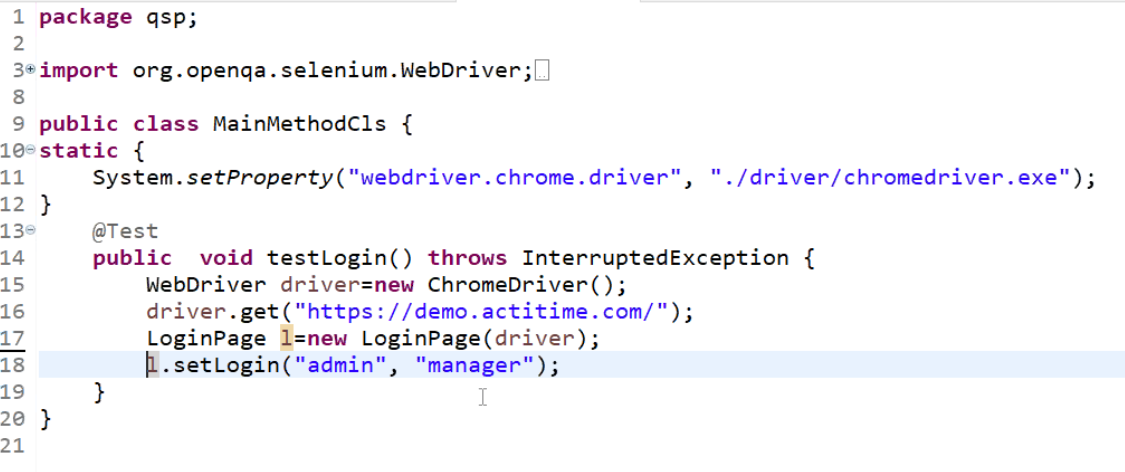 1 package qsp;
2
3 import org.openqa.selenium.WebDriver;
8
9 public class MainMethodCls {
10 static {
11     System.setProperty("webdriver.chrome.driver", "./driver/chromedriver.exe");
12 }
13     @Test
14     public  void testLogin() throws InterruptedException {
15         WebDriver driver=new ChromeDriver();
16         driver.get("https://demo.actitime.com/");
17         LoginPage l=new LoginPage(driver);
18         l.setLogin("admin", "manager");
19     }
20 }
21